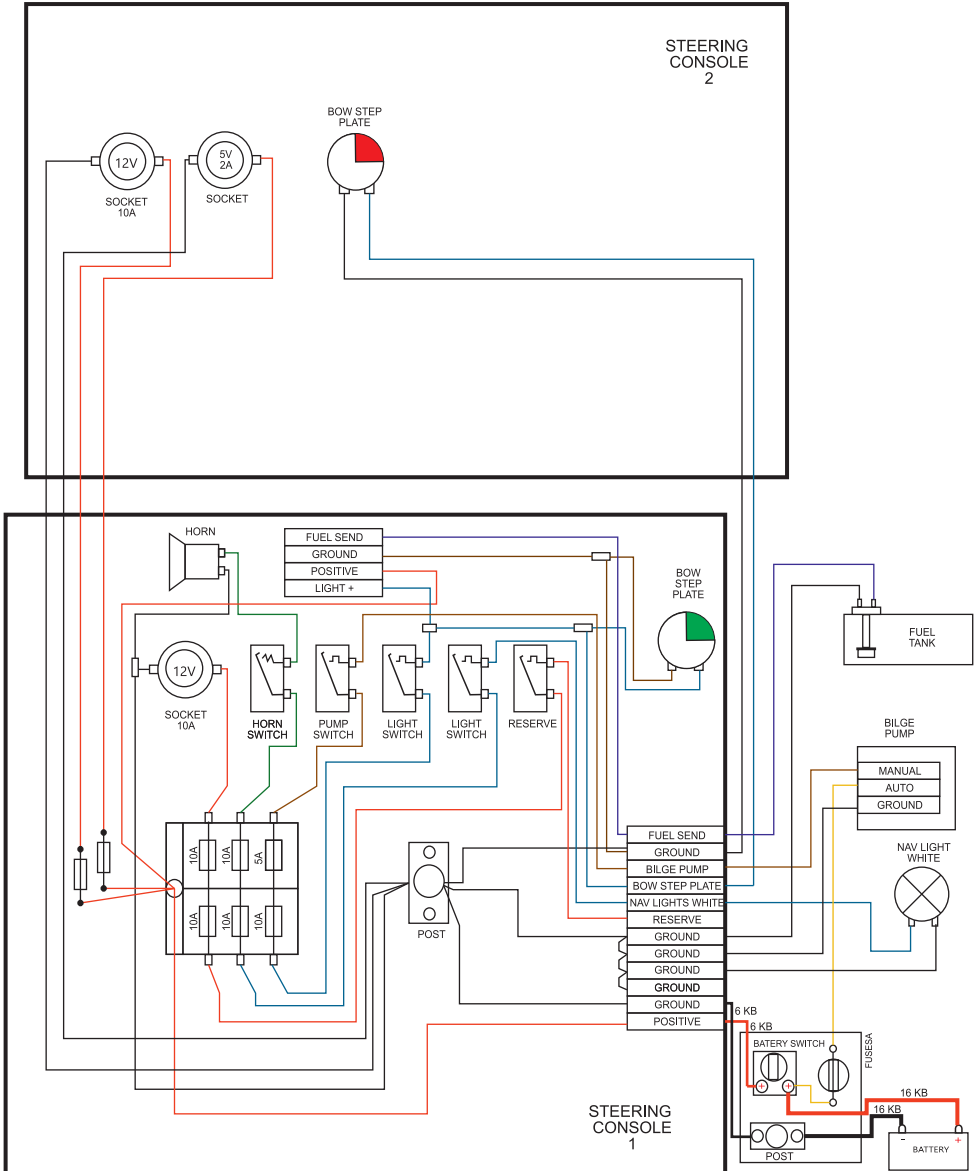 STEERING
CONSOLE
2
BOW STEP
PLATE
12V
SOCKET
10A
5V
2A
SOCKET
HORN
FUEL SEND
GROUND
POSITIVE
LIGHT +
BOW
STEP
PLATE
12V
SOCKET
10A
HORN
SWITCH
PUMP
SWITCH
LIGHT
SWITCH
LIGHT
SWITCH
RESERVE
10A
10A
5A
10A
10A
10A
POST
FUEL SEND
GROUND
BILGE PUMP
BOW STEP PLATE
NAV LIGHTS WHITE
RESERVE
GROUND
GROUND
GROUND
GROUND
GROUND
POSITIVE
FUEL
TANK
BILGE
PUMP
MANUAL
AUTO
GROUND
NAV LIGHT
WHITE
6 KB
6 KB
BATERY SWITCH
FUSESA
+
+
16 KB
16 KB
POST
-
+
BATTERY
STEERING
CONSOLE
1